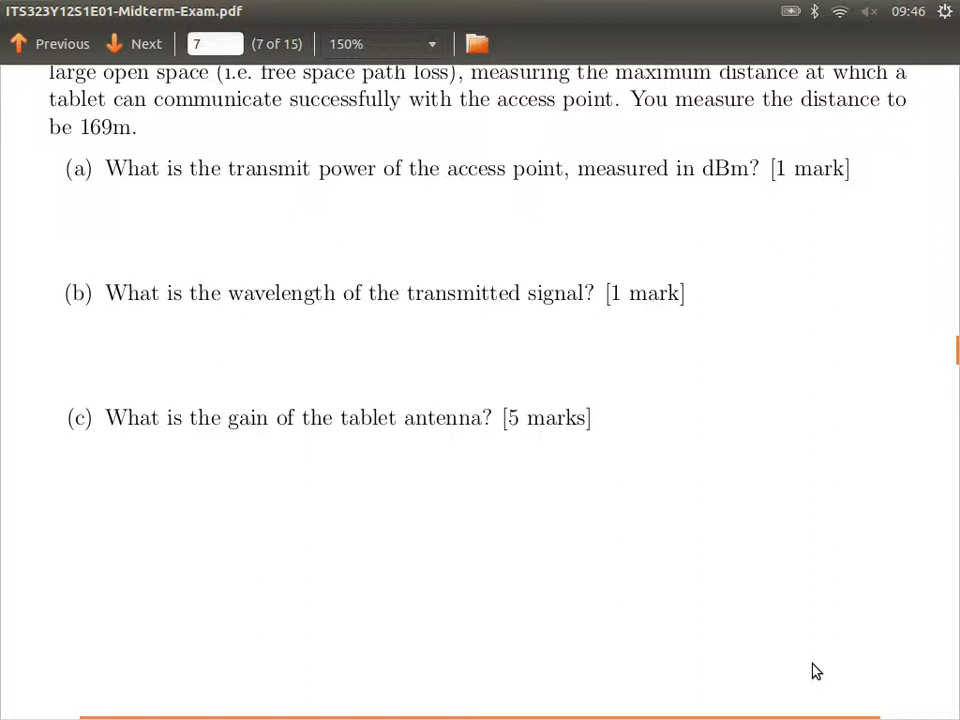 ITS323Y12S1E01-Midterm-Exam.pdf
09:46
Previous
Next
7
(7 of 15)
150%
large open space (i.e. free space path loss), measuring the maximum distance at which a
tablet can communicate successfully with the access point. You measure the distance to
be 169m.
(a) What is the transmit power of the access point, measured in dBm? [1 mark]
(b) What is the wavelength of the transmitted signal? [1 mark]
(c) What is the gain of the tablet antenna? [5 marks]